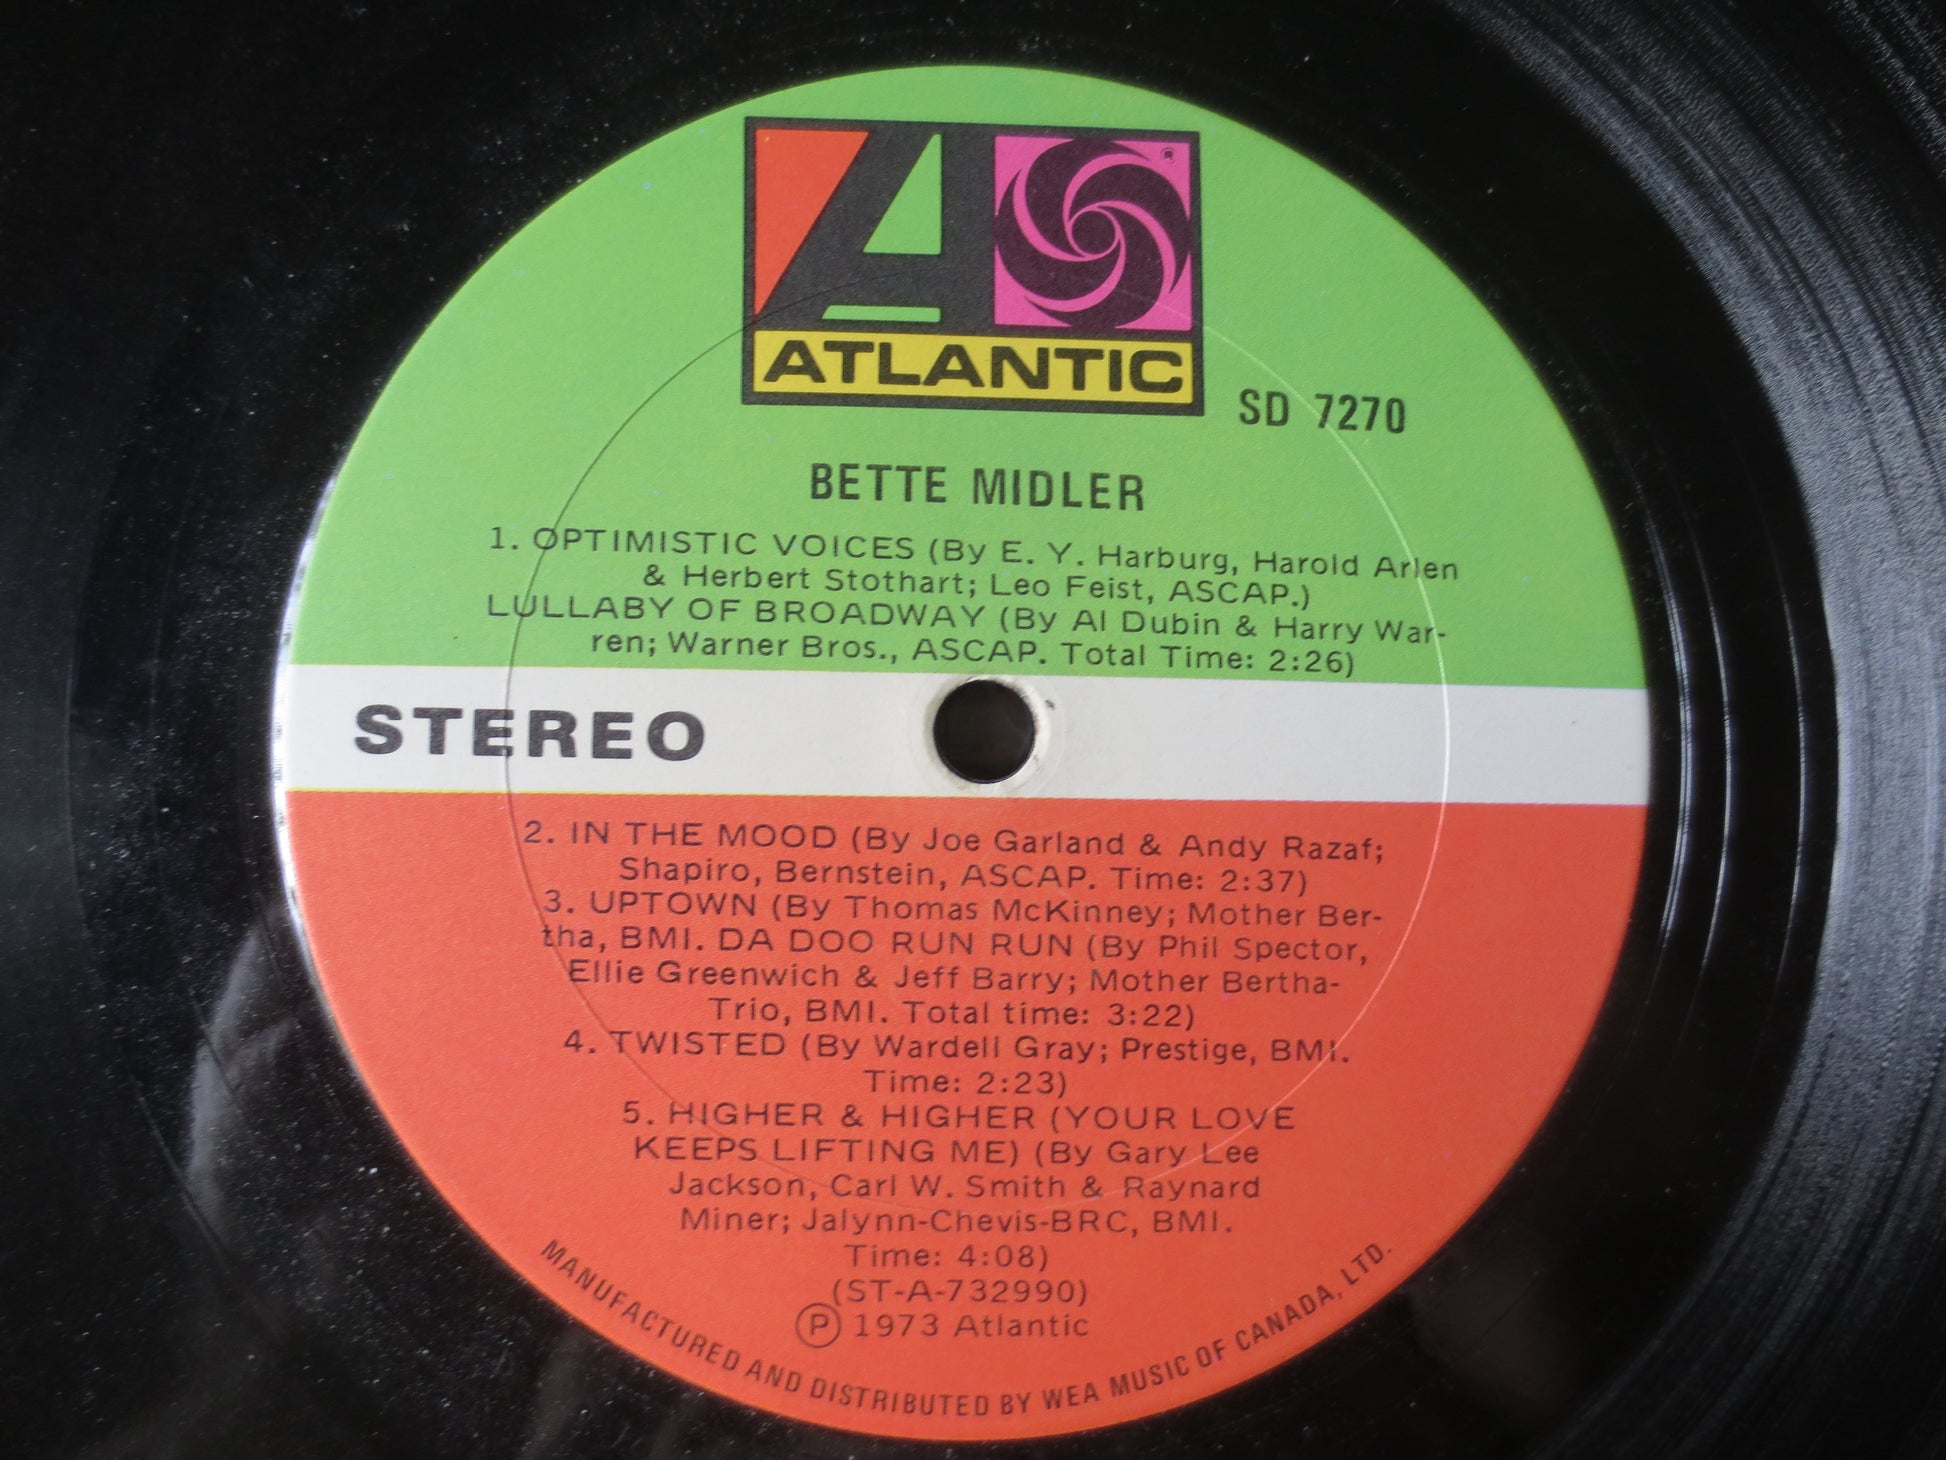 ATLANTIC
SD 7270
BETTE MIDLER
1. OPTIMISTIC VOICES (By E. Y. Harburg, Harold Arlen
& Herbert Stothart; Leo Feist, ASCAP.)
LULLABY OF BROADWAY (By Al Dubin & Harry War-
ren; Warner Bros., ASCAP. Total Time: 2:26)
STEREO
2. IN THE MOOD (By Joe Garland & Andy Razaf;
Shapiro, Bernstein, ASCAP. Time: 2:37)
3. UPTOWN (By Thomas McKinney; Mother Ber-
tha, BMI. DA DOO RUN RUN (By Phil Spector,
Ellie Greenwich & Jeff Barry; Mother Bertha-
Trio, BMI. Total time: 3:22)
4. TWISTED (By Wardell Gray; Prestige, BMI.
Time: 2:23)
5. HIGHER & HIGHER (YOUR LOVE
KEEPS LIFTING ME) (By Gary Lee
Jackson, Carl W. Smith & Raynard
Miner; Jalynn-Chevis-BRC, BMI.
Time: 4:08)
(ST-A-732990)
Ⓟ 1973 Atlantic
MANUFACTURED AND DISTRIBUTED BY WEA MUSIC OF CANADA, LTD.